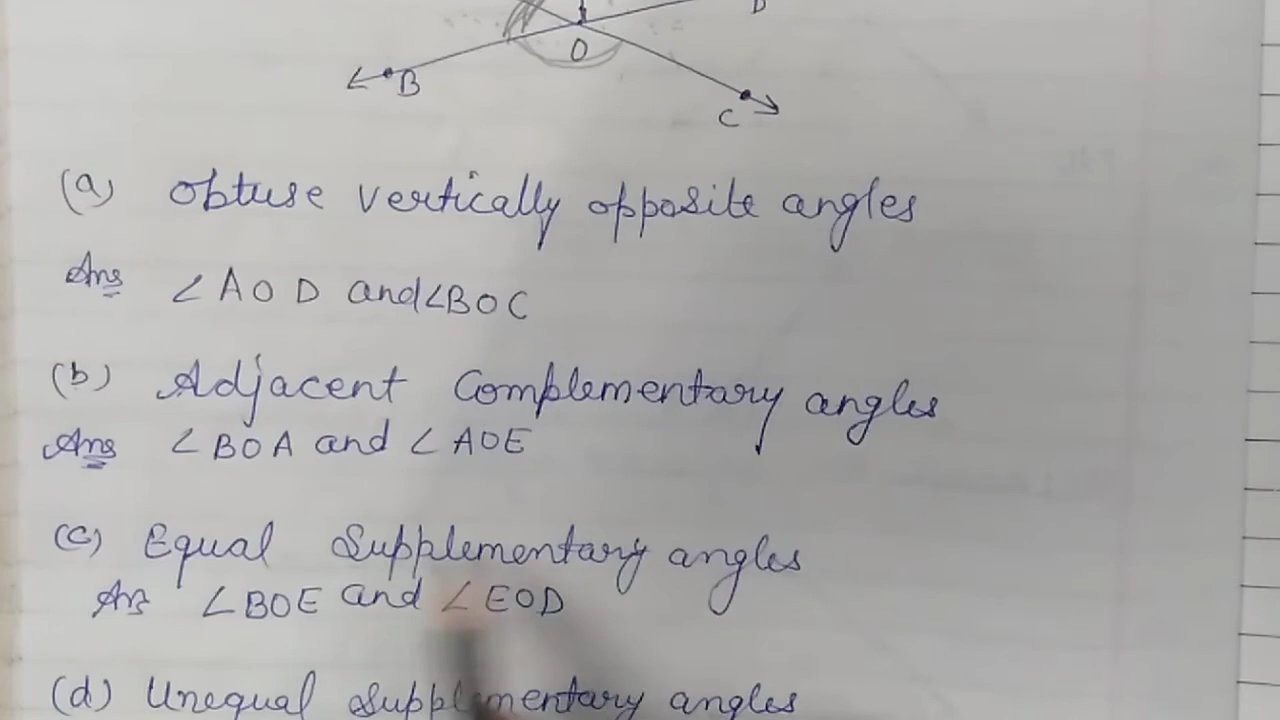 D
O
B
C
(a) Obtuse vertically opposite angles
Ans ∠AOD and ∠BOC
(b) Adjacent Complementary angles
Ans ∠BOA and ∠AOE
(c) Equal Supplementary angles
Ans ∠BOE and ∠EOD
(d) Unequal Supplementary angles